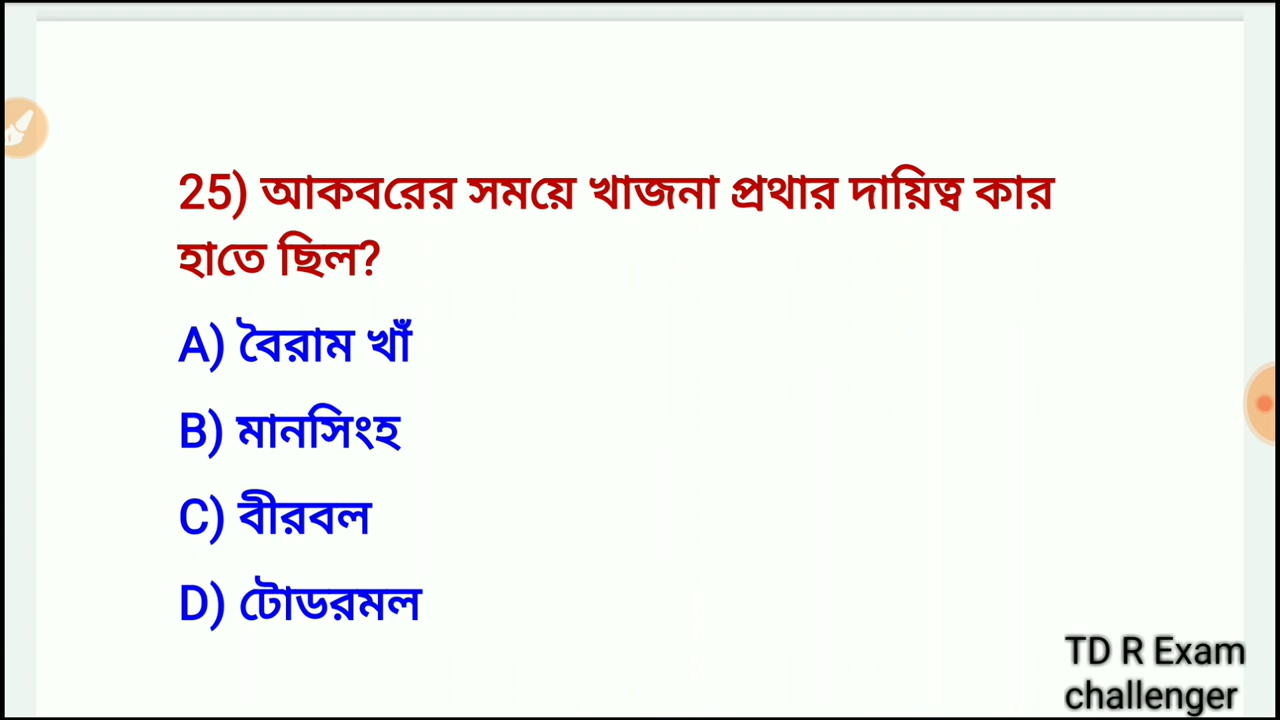 25) আকবরের সময়ে খাজনা প্রথার দায়িত্ব কার
হাতে ছিল?
A) বৈরাম খাঁ
B) মানসিংহ
C) বীরবল
D) টোডরমল
TD R Exam
challenger